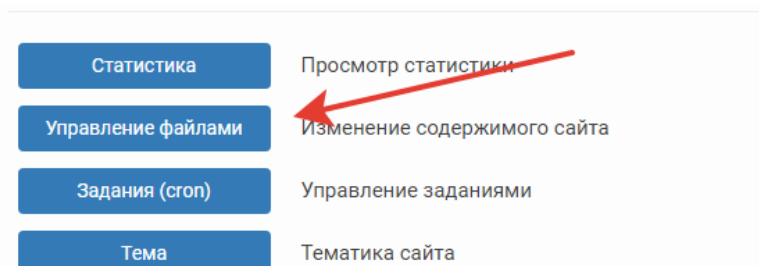 Статистика Просмотр статистики
Управление файлами Изменение содержимого сайта
Задания (cron) Управление заданиями
Тема Тематика сайта